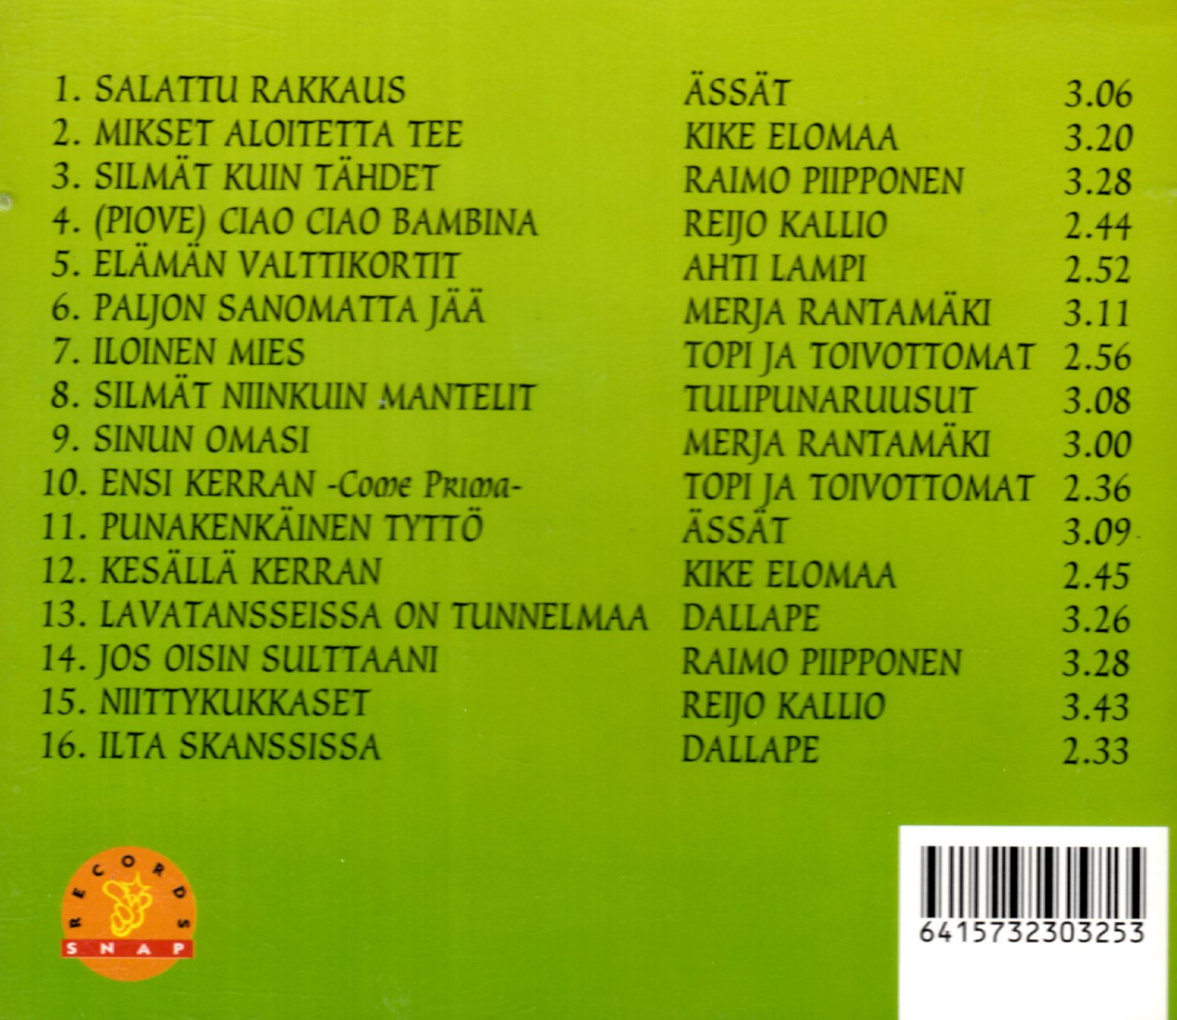 1. SALATTU RAKKAUS ÄSSÄT 3.06
2. MIKSET ALOITETTA TEE KIKE ELOMAA 3.20
3. SILMÄT KUIN TÄHDET RAIMO PIIPPONEN 3.28
4. (PIOVE) CIAO CIAO BAMBINA REIJO KALLIO 2.44
5. ELÄMÄN VALTTIKORTIT AHTI LAMPI 2.52
6. PALJON SANOMATTA JÄÄ MERJA RANTAMÄKI 3.11
7. ILOINEN MIES TOPI JA TOIVOTTOMAT 2.56
8. SILMÄT NIINKUIN MANTELIT TULIPUNARUUSUT 3.08
9. SINUN OMASI MERJA RANTAMÄKI 3.00
10. ENSI KERRAN -Come Prima- TOPI JA TOIVOTTOMAT 2.36
11. PUNAKENKÄINEN TYTTÖ ÄSSÄT 3.09
12. KESÄLLÄ KERRAN KIKE ELOMAA 2.45
13. LAVATANSSEISSA ON TUNNELMAA DALLAPE 3.26
14. JOS OISIN SULTTAANI RAIMO PIIPPONEN 3.28
15. NIITTYKUKKASET REIJO KALLIO 3.43
16. ILTA SKANSSISSA DALLAPE 2.33
RECORDS
SNAP
6415732303253